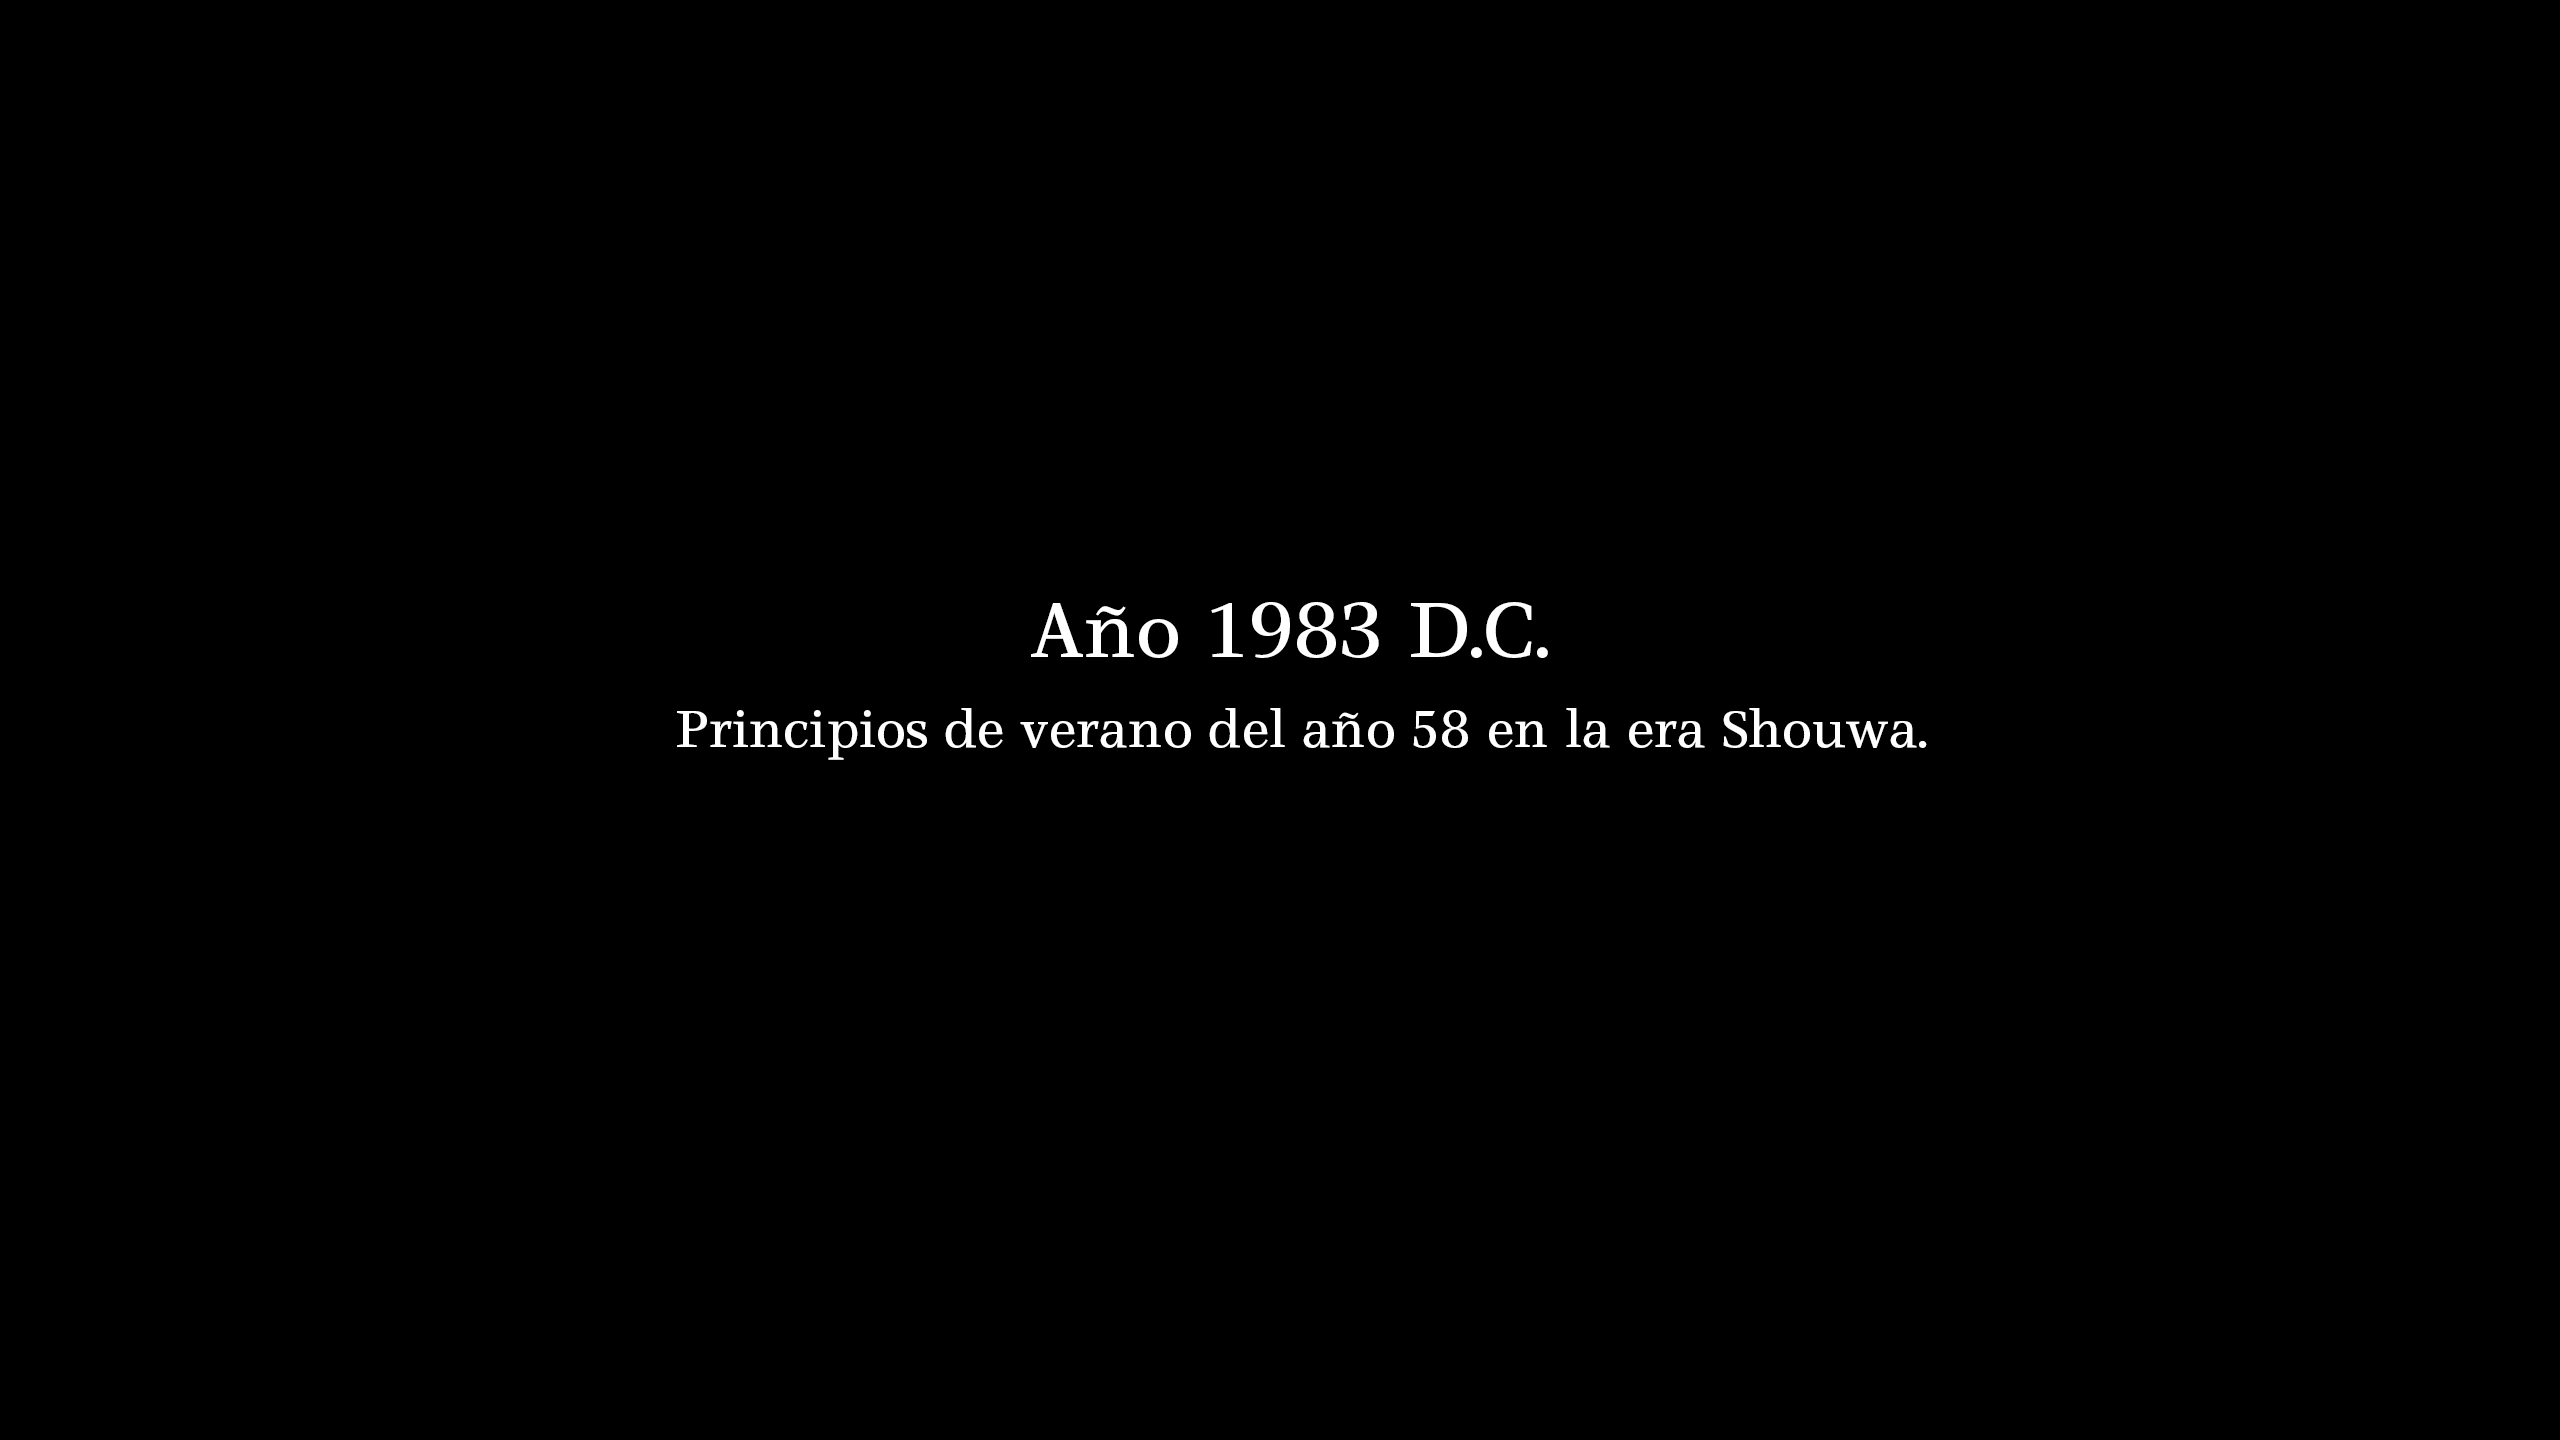 Año 1983 D.C.
Principios de verano del año 58 en la era Shouwa.